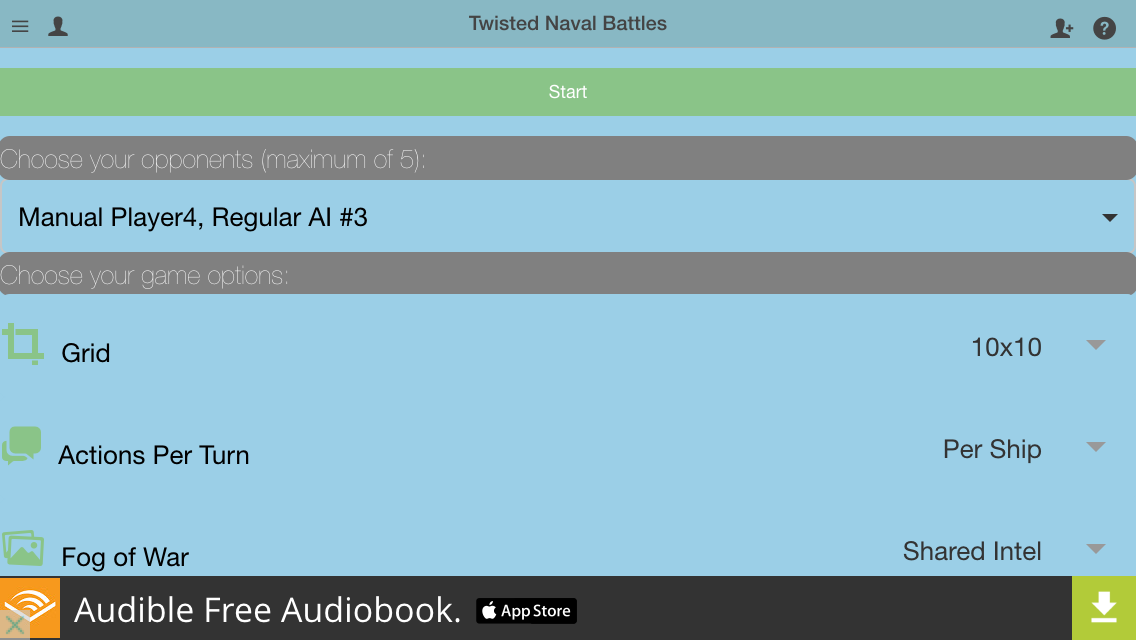 Twisted Naval Battles
Start
Choose your opponents (maximum of 5):
Manual Player4, Regular AI #3
Choose your game options:
Grid 10x10
Actions Per Turn Per Ship
Fog of War Shared Intel
Audible Free Audiobook. App Store